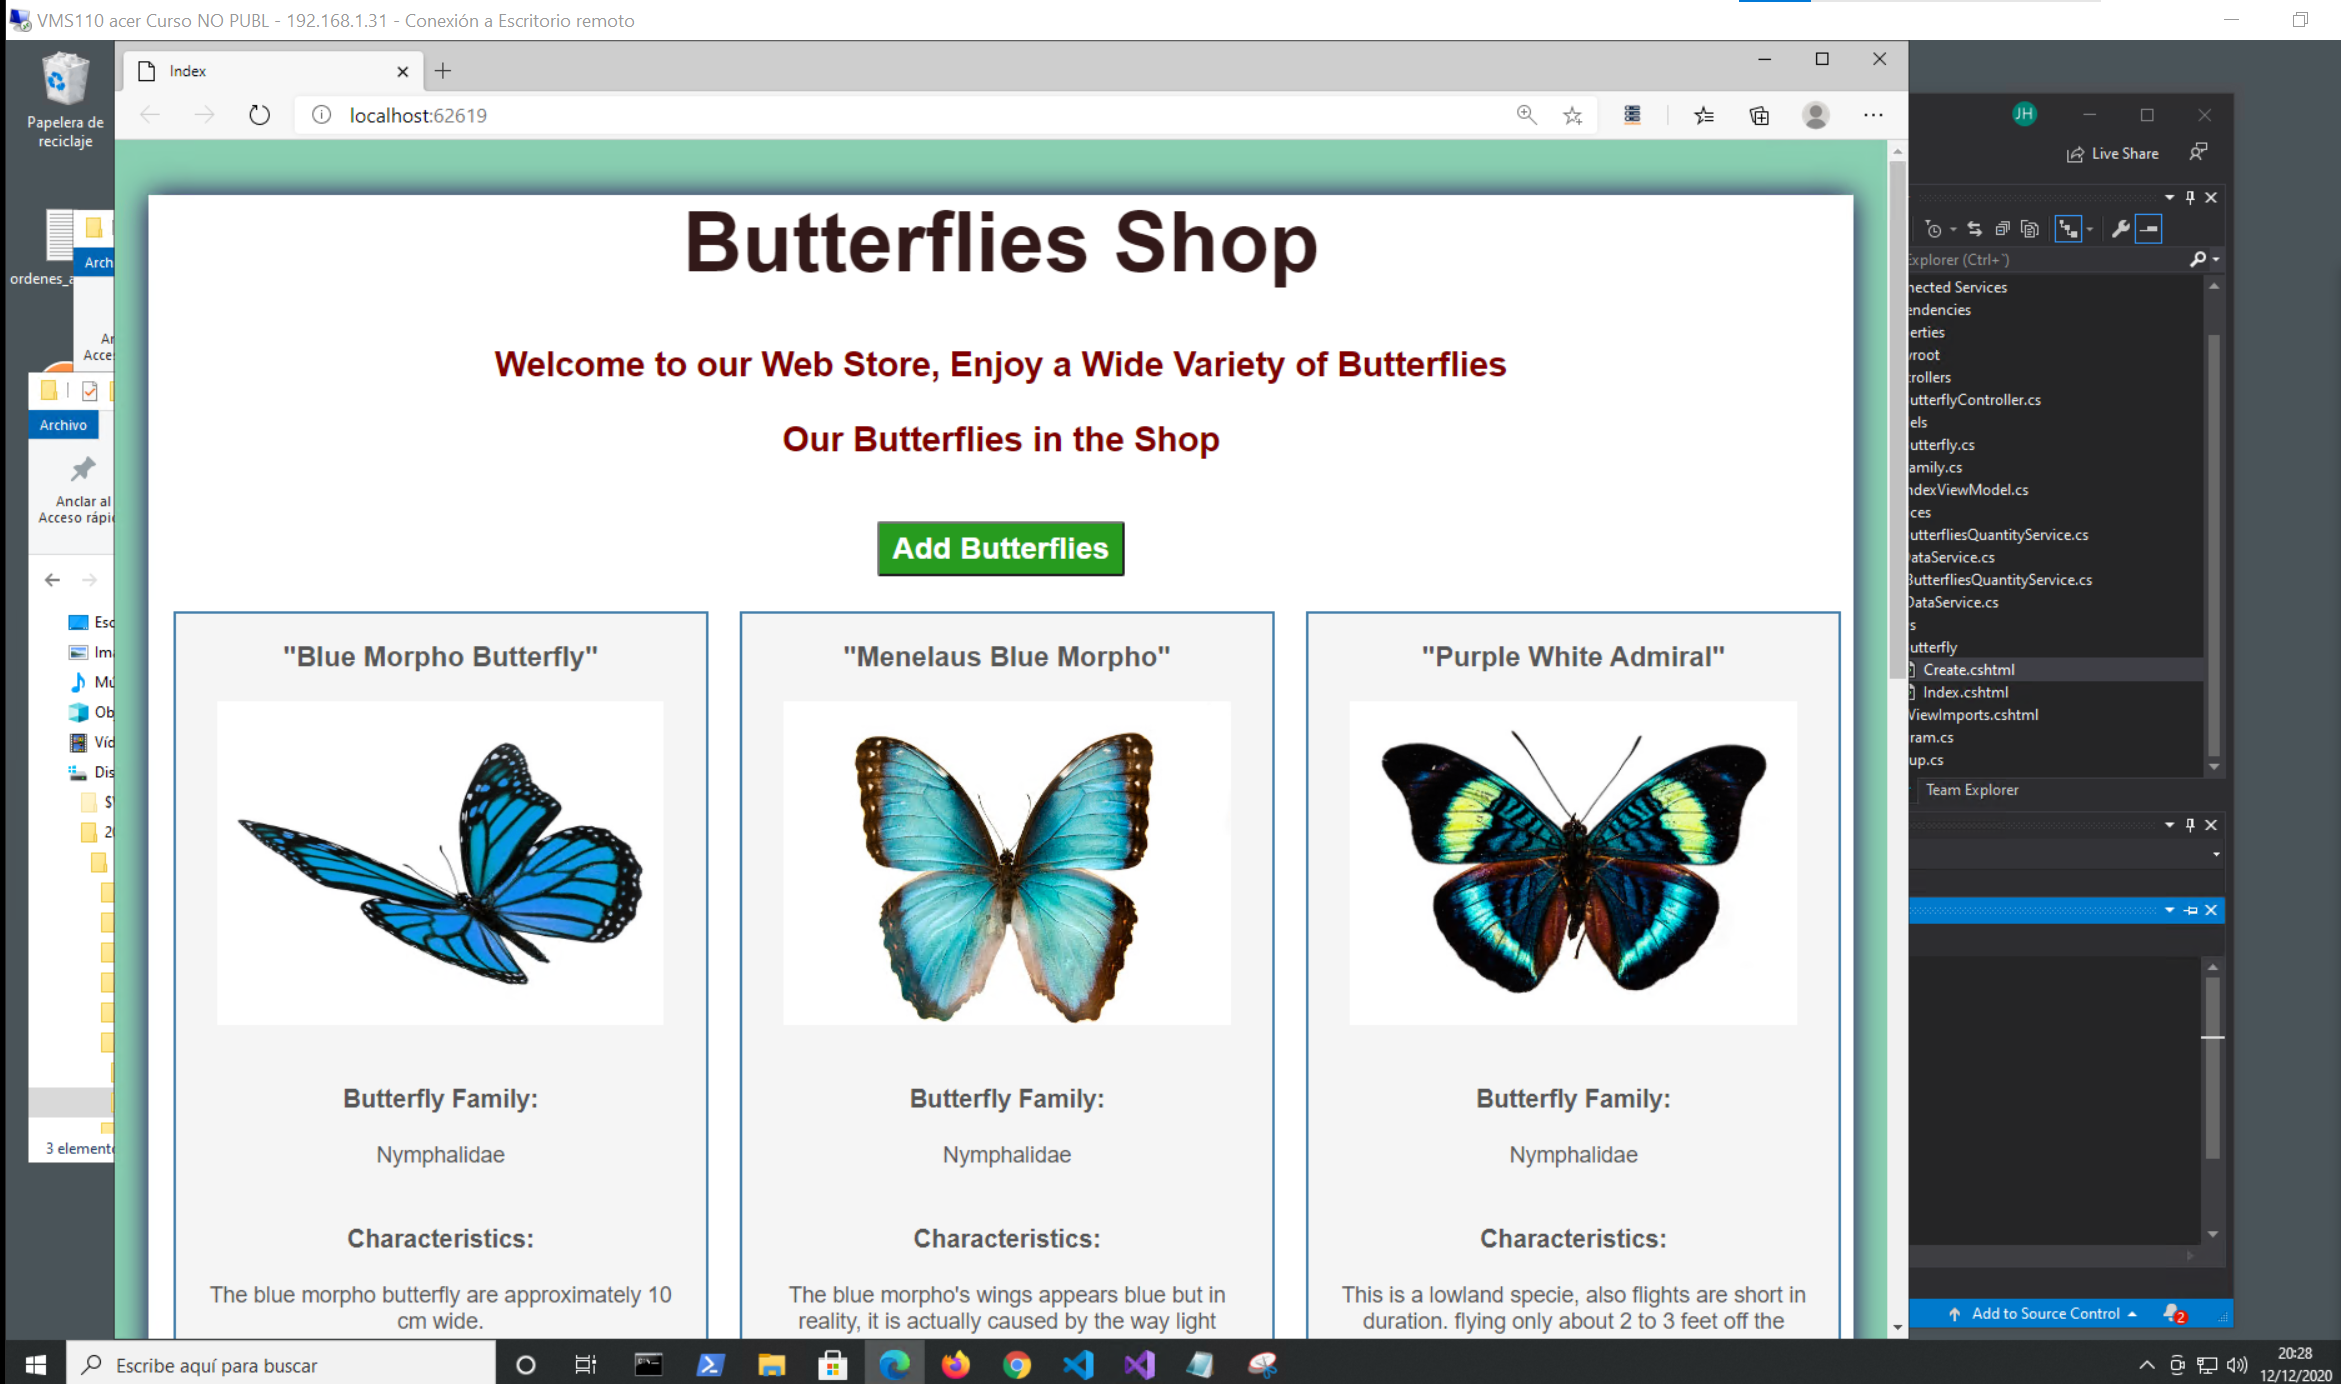 VMS110 acer Curso NO PUBL - 192.168.1.31 - Conexión a Escritorio remoto
Papelera de
reciclaje
Index
localhost:62619
Butterflies Shop
Welcome to our Web Store, Enjoy a Wide Variety of Butterflies
Our Butterflies in the Shop
Add Butterflies
"Blue Morpho Butterfly"
Butterfly Family:
Nymphalidae
Characteristics:
The blue morpho butterfly are approximately 10
cm wide.
"Menelaus Blue Morpho"
Butterfly Family:
Nymphalidae
Characteristics:
The blue morpho's wings appears blue but in
reality, it is actually caused by the way light
"Purple White Admiral"
Butterfly Family:
Nymphalidae
Characteristics:
This is a lowland specie, also flights are short in
duration. flying only about 2 to 3 feet off the
ordenes_a
Arch
Acce
Archivo
Anclar al
Acceso rápi
Esc
Im
Mú
Ob
Víd
Dis
3 elemento
JH
Live Share
Explorer (Ctrl+`)
nected Services
endencies
erties
root
trollers
utterflyController.cs
els
utterfly.cs
amily.cs
ndexViewModel.cs
ces
utterfliesQuantityService.cs
DataService.cs
ButterfliesQuantityService.cs
DataService.cs
s
utterfly
Create.cshtml
Index.cshtml
ViewImports.cshtml
ram.cs
up.cs
Team Explorer
Add to Source Control
2
Escribe aquí para buscar
20:28
12/12/2020